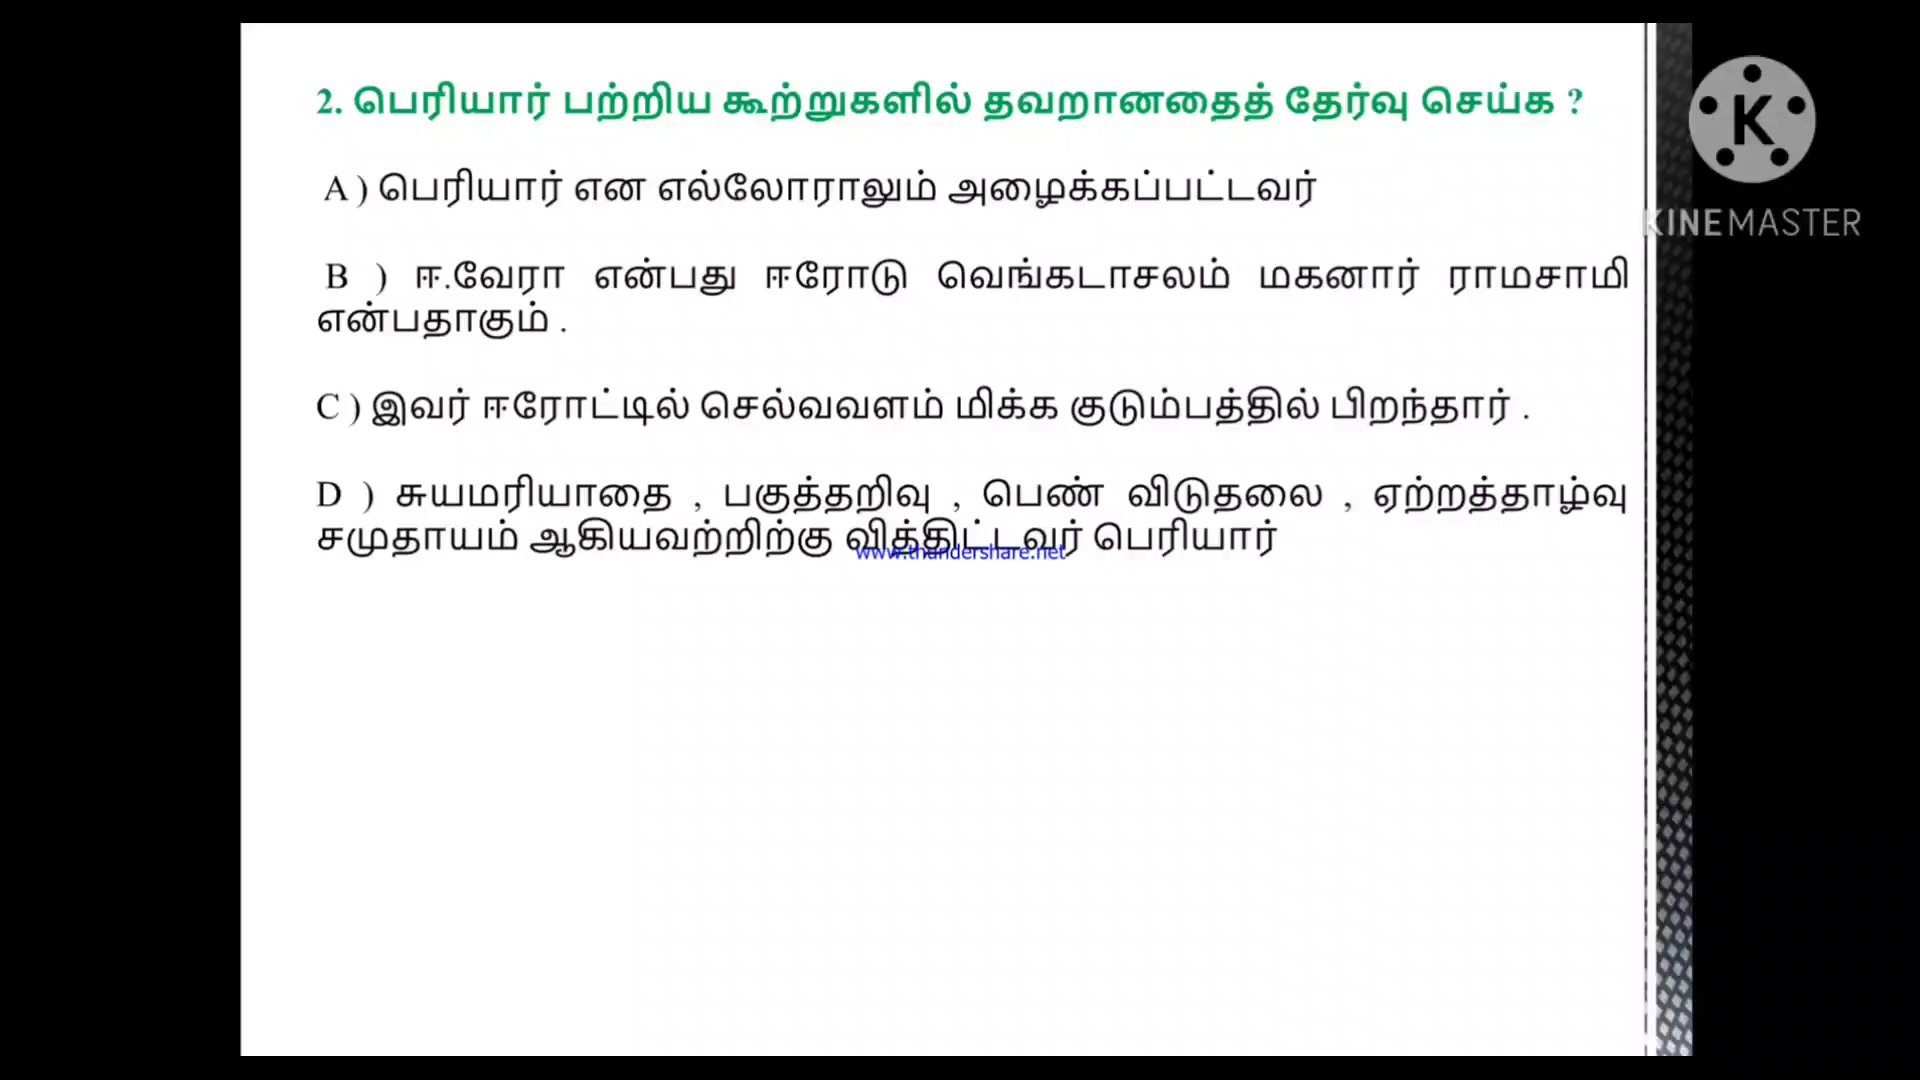 2. பெரியார் பற்றிய கூற்றுகளில் தவறானதைத் தேர்வு செய்க ?
A ) பெரியார் என எல்லோராலும் அழைக்கப்பட்டவர்
B ) ஈ.வேரா என்பது ஈரோடு வெங்கடாசலம் மகனார் ராமசாமி
என்பதாகும் .
C ) இவர் ஈரோட்டில் செல்வவளம் மிக்க குடும்பத்தில் பிறந்தார் .
D ) சுயமரியாதை , பகுத்தறிவு , பெண் விடுதலை , ஏற்றத்தாழ்வு
சமுதாயம் ஆகியவற்றிற்கு வித்திட்டவர் பெரியார்
www.thundershare.net
K
KINEMASTER